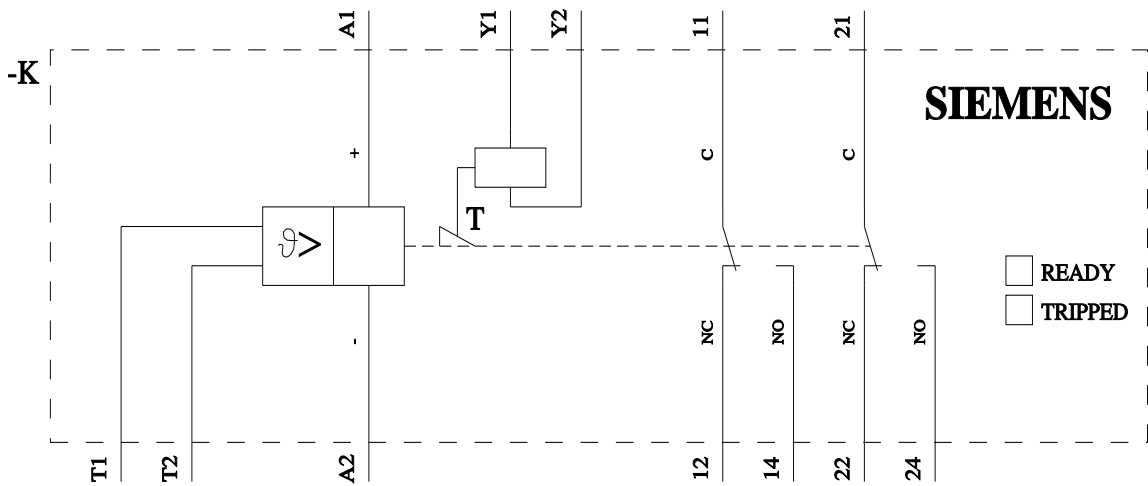 A1
Y1
Y2
11
21
-K
SIEMENS
+
C
C
T
ϑ>
READY
TRIPPED
-
NC
NO
NC
NO
T1
T2
A2
12
14
22
24